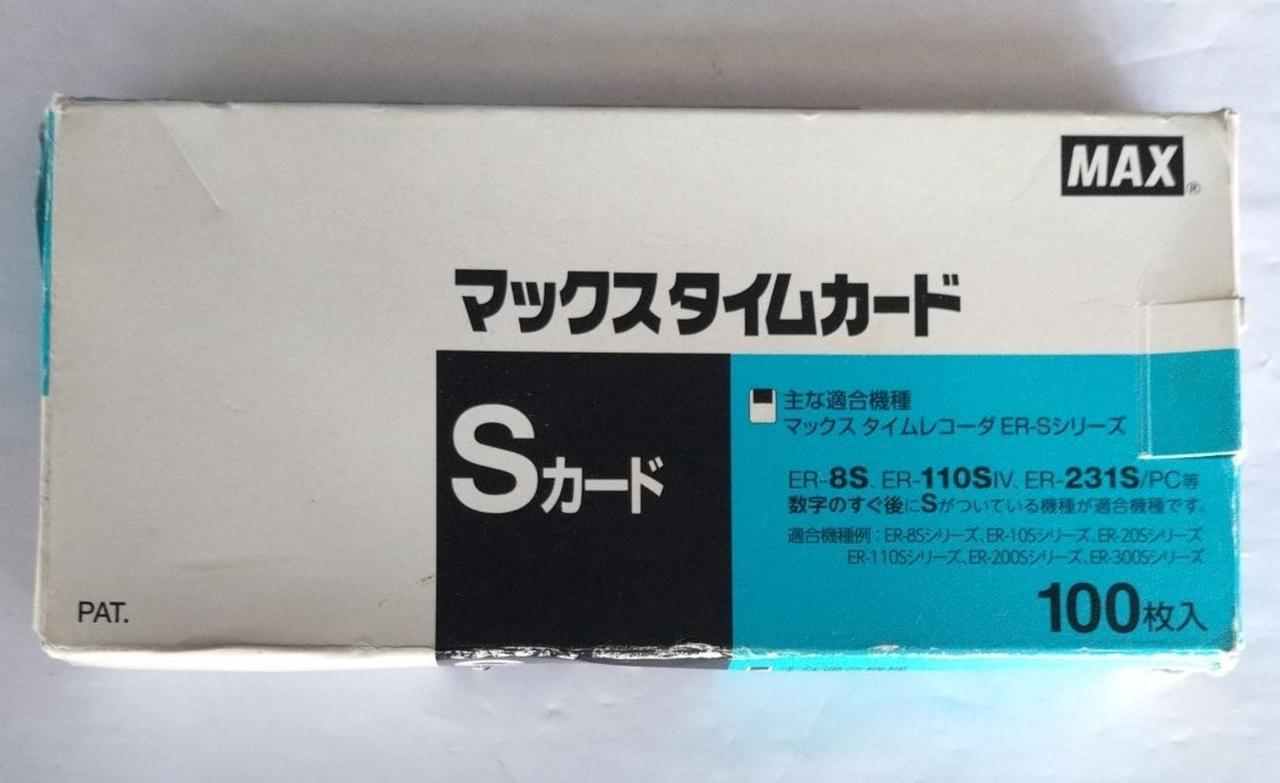 MAX®
マックスタイムカード
Sカード
主な適合機種
マックス タイムレコーダ ER-Sシリーズ
ER-8S、ER-110SIV、ER-231S/PC等
数字のすぐ後にSがついている機種が適合機種です。
適合機種例：ER-8Sシリーズ、ER-10Sシリーズ、ER-20Sシリーズ
ER-110Sシリーズ、ER-200Sシリーズ、ER-300Sシリーズ
100枚入
PAT.